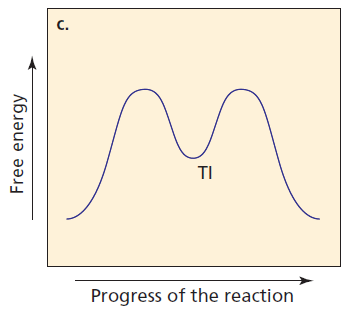 c.
Free energy
TI
Progress of the reaction